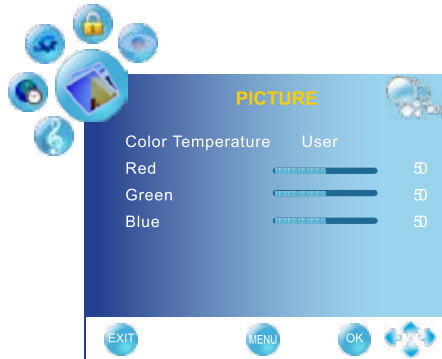 PICTURE
Color Temperature User
Red 50
Green 50
Blue 50
EXIT MENU OK